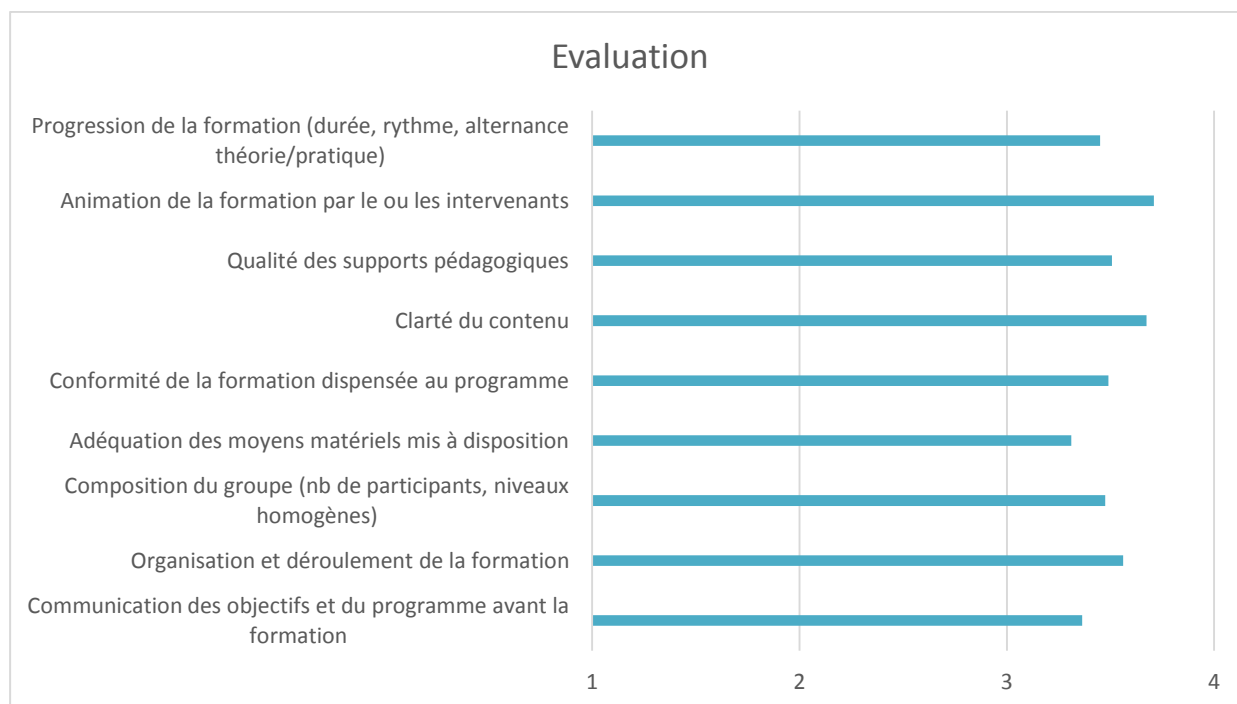 Evaluation
Progression de la formation (durée, rythme, alternance
théorie/pratique)
Animation de la formation par le ou les intervenants
Qualité des supports pédagogiques
Clarté du contenu
Conformité de la formation dispensée au programme
Adéquation des moyens matériels mis à disposition
Composition du groupe (nb de participants, niveaux
homogènes)
Organisation et déroulement de la formation
Communication des objectifs et du programme avant la
formation
1 2 3 4